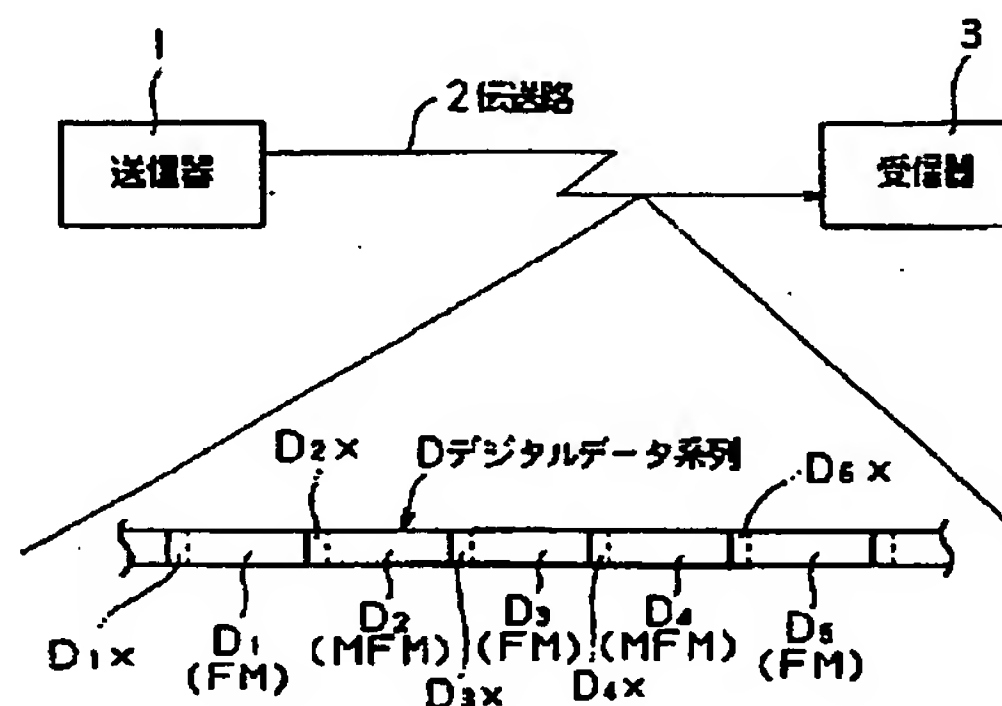 1
3
2伝送路
送信器
受信器
D2x
Dデジタルデータ系列
D5x
D1x
D1
(FM)
D2
(MFM)
D3x
D3
(FM)
D4x
D4
(MFM)
D5
(FM)